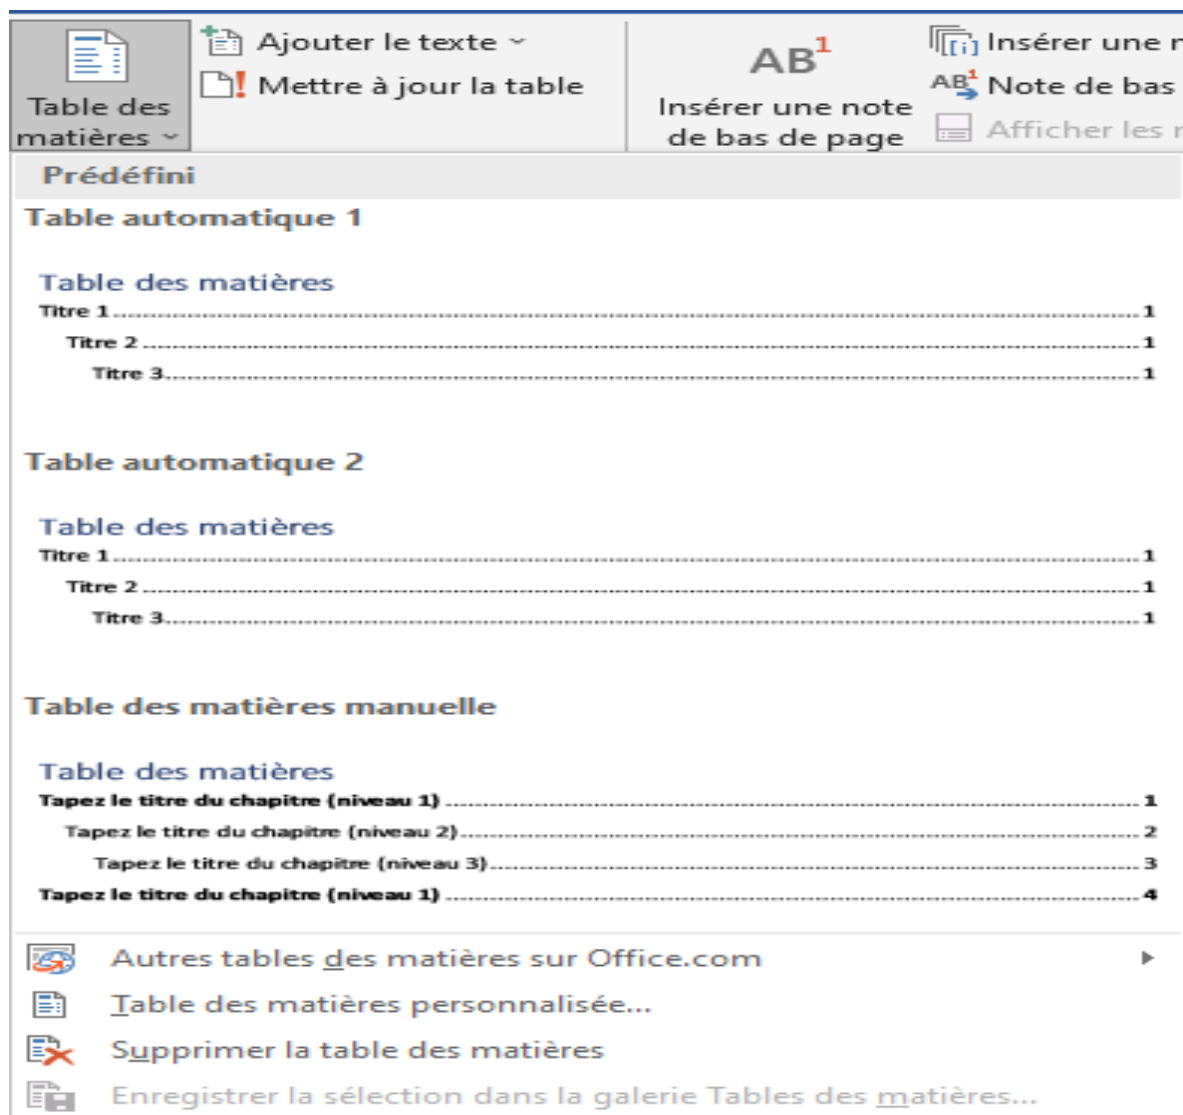 Ajouter le texte
Mettre à jour la table
Table des
matières
AB1
Insérer une note
de bas de page
[i] Insérer une
AB1 Note de bas
Afficher les
Prédéfini
Table automatique 1
Table des matières
Titre 1 1
Titre 2 1
Titre 3 1
Table automatique 2
Table des matières
Titre 1 1
Titre 2 1
Titre 3 1
Table des matières manuelle
Table des matières
Tapez le titre du chapitre (niveau 1) 1
Tapez le titre du chapitre (niveau 2) 2
Tapez le titre du chapitre (niveau 3) 3
Tapez le titre du chapitre (niveau 1) 4
Autres tables des matières sur Office.com
Table des matières personnalisée...
Supprimer la table des matières
Enregistrer la sélection dans la galerie Tables des matières...